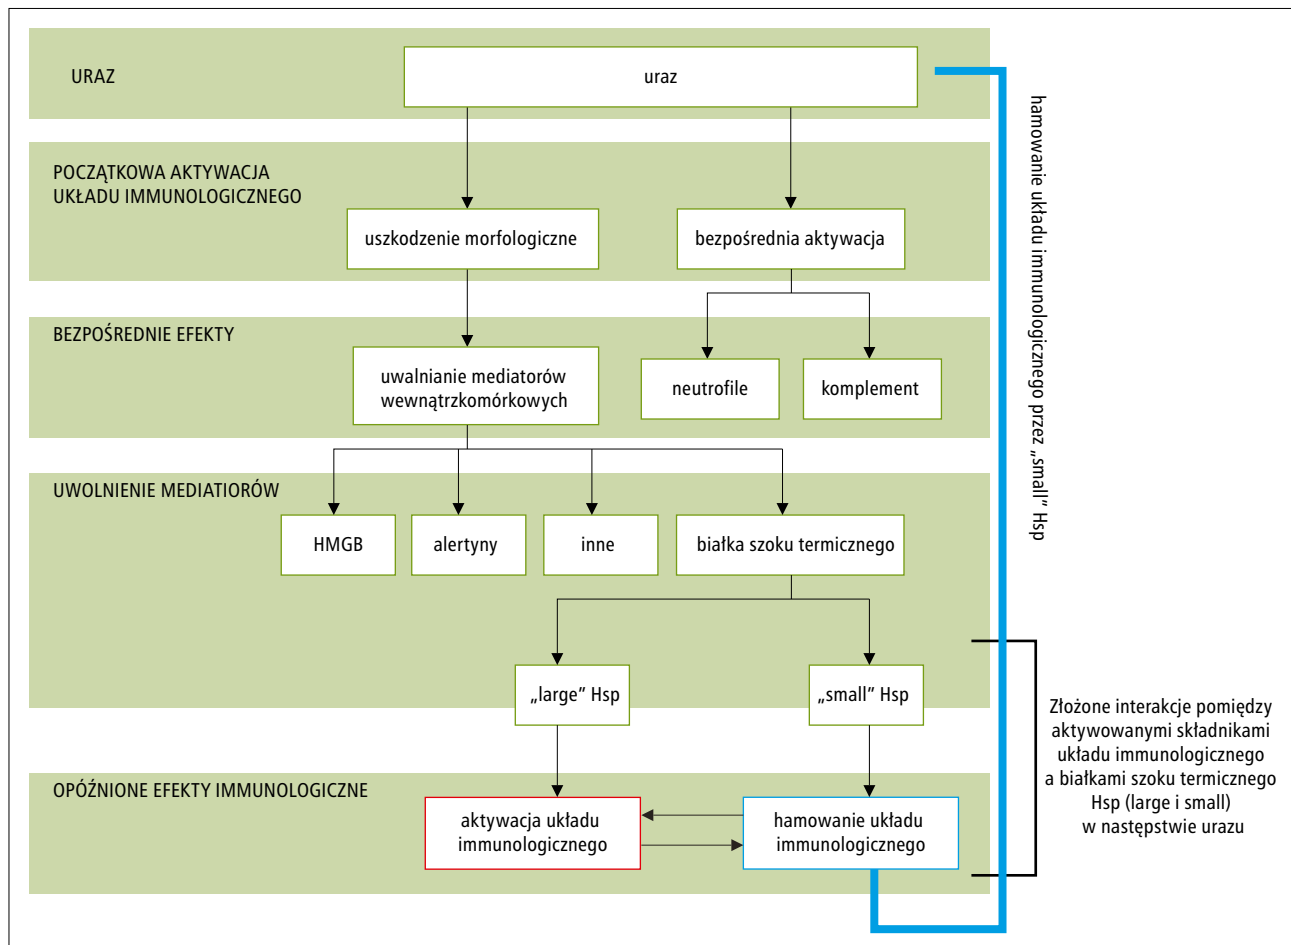 URAZ
uraz
POCZĄTKOWA AKTYWACJA
UKŁADU IMMUNOLOGICZNEGO
uszkodzenie morfologiczne
bezpośrednia aktywacja
BEZPOŚREDNIE EFEKTY
uwalnianie mediatorów
wewnątrzkomórkowych
neutrofile
komplement
UWOLNIENIE MEDIATIORÓW
HMGB
alertyny
inne
białka szoku termicznego
„large” Hsp
„small” Hsp
OPÓŹNIONE EFEKTY IMMUNOLOGICZNE
aktywacja układu
immunologicznego
hamowanie układu
immunologicznego
hamowanie układu immunologicznego przez „small” Hsp
Złożone interakcje pomiędzy
aktywowanymi składnikami
układu immunologicznego
a białkami szoku termicznego
Hsp (large i small)
w następstwie urazu